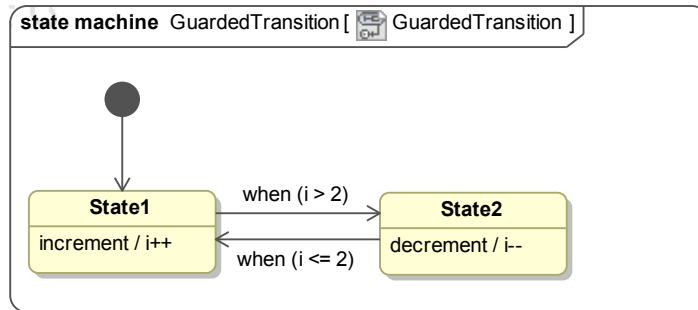 state machine GuardedTransition [ GuardedTransition ]
State1
increment / i++
when (i > 2)
when (i <= 2)
State2
decrement / i--